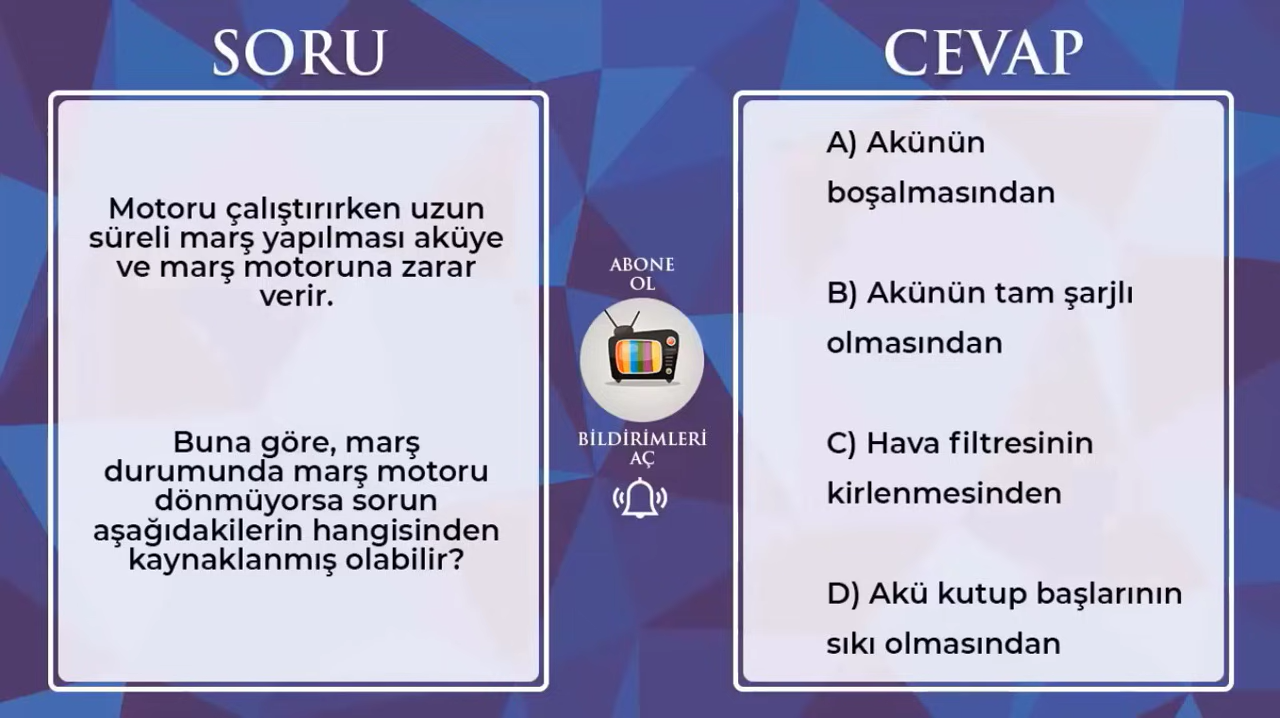 SORU
Motoru çalıştırırken uzun
süreli marş yapılması aküye
ve marş motoruna zarar
verir.
Buna göre, marş
durumunda marş motoru
dönmüyorsa sorun
aşağıdakilerin hangisinden
kaynaklanmış olabilir?
ABONE
OL
BİLDİRİMLERİ
AÇ
CEVAP
A) Akünün
boşalmasından
B) Akünün tam şarjlı
olmasından
C) Hava filtresinin
kirlenmesinden
D) Akü kutup başlarının
sıkı olmasından